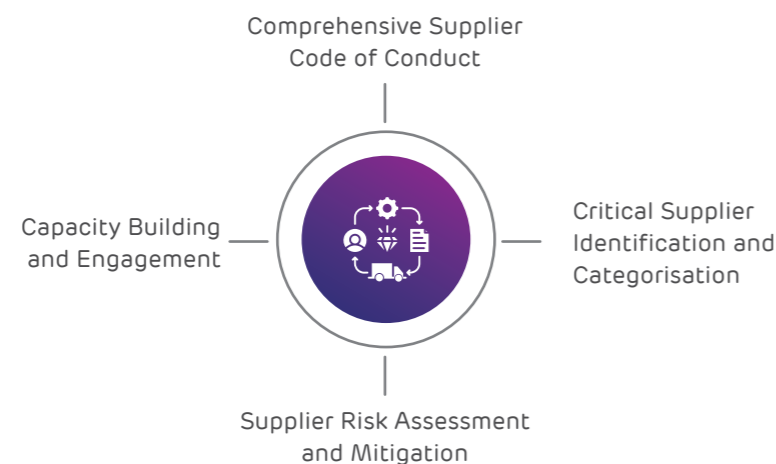 Comprehensive Supplier
Code of Conduct
Capacity Building
and Engagement
Critical Supplier
Identification and
Categorisation
Supplier Risk Assessment
and Mitigation